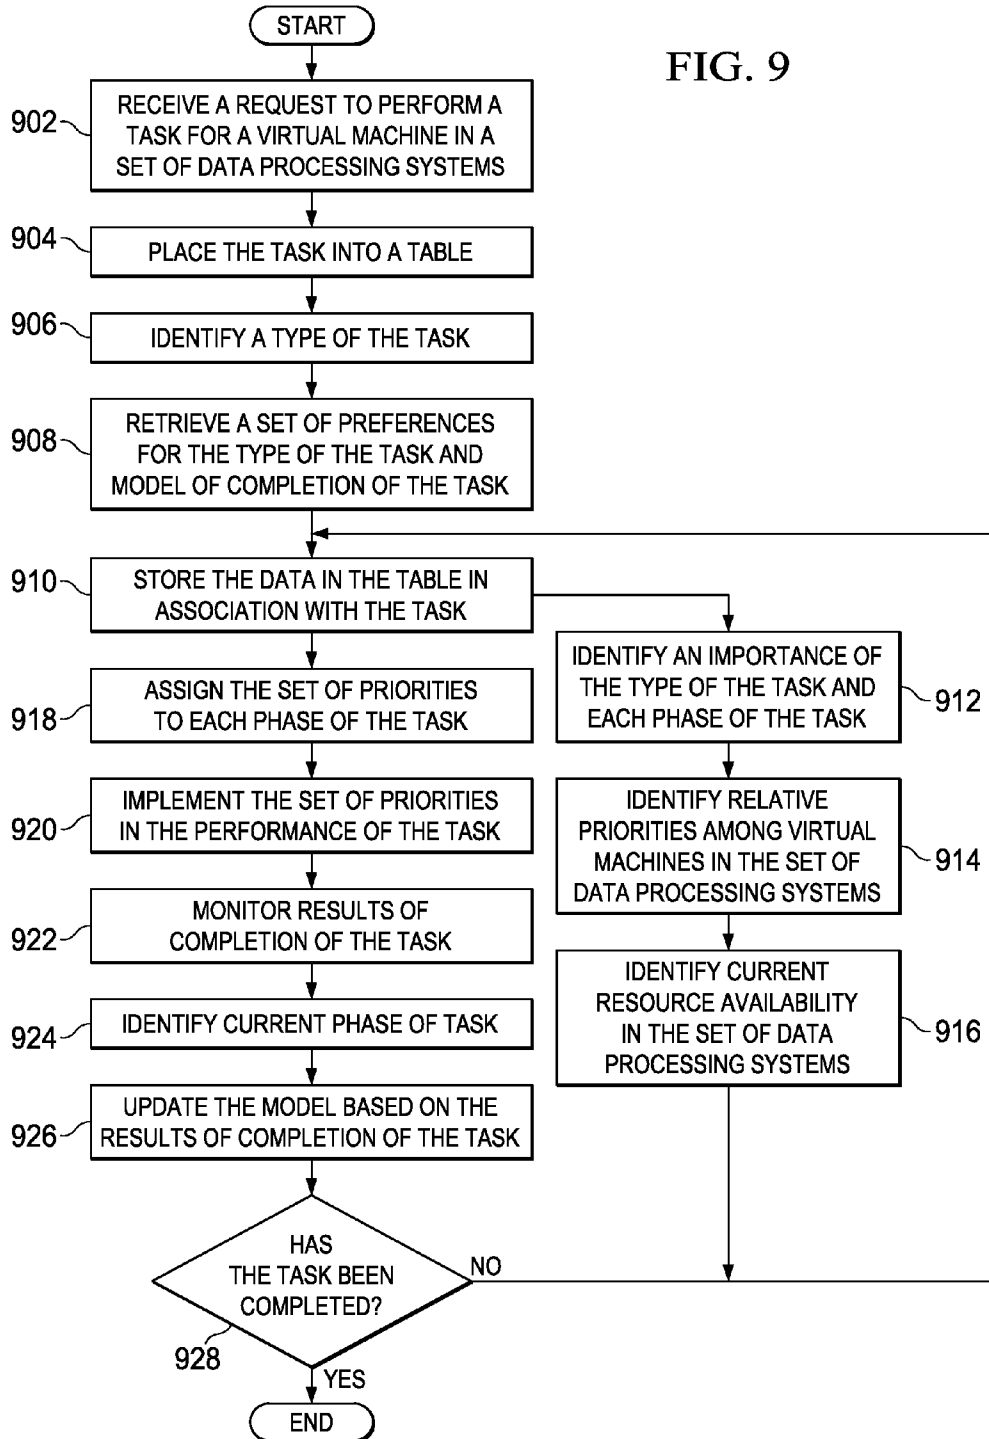 START
FIG. 9
902
RECEIVE A REQUEST TO PERFORM A
TASK FOR A VIRTUAL MACHINE IN A
SET OF DATA PROCESSING SYSTEMS
904
PLACE THE TASK INTO A TABLE
906
IDENTIFY A TYPE OF THE TASK
908
RETRIEVE A SET OF PREFERENCES
FOR THE TYPE OF THE TASK AND
MODEL OF COMPLETION OF THE TASK
910
STORE THE DATA IN THE TABLE IN
ASSOCIATION WITH THE TASK
IDENTIFY AN IMPORTANCE OF
THE TYPE OF THE TASK AND
EACH PHASE OF THE TASK
912
918
ASSIGN THE SET OF PRIORITIES
TO EACH PHASE OF THE TASK
IDENTIFY RELATIVE
PRIORITIES AMONG VIRTUAL
MACHINES IN THE SET OF
DATA PROCESSING SYSTEMS
914
920
IMPLEMENT THE SET OF PRIORITIES
IN THE PERFORMANCE OF THE TASK
922
MONITOR RESULTS OF
COMPLETION OF THE TASK
IDENTIFY CURRENT
RESOURCE AVAILABILITY
IN THE SET OF DATA
PROCESSING SYSTEMS
916
924
IDENTIFY CURRENT PHASE OF TASK
926
UPDATE THE MODEL BASED ON THE
RESULTS OF COMPLETION OF THE TASK
HAS
THE TASK BEEN
COMPLETED?
NO
928
YES
END